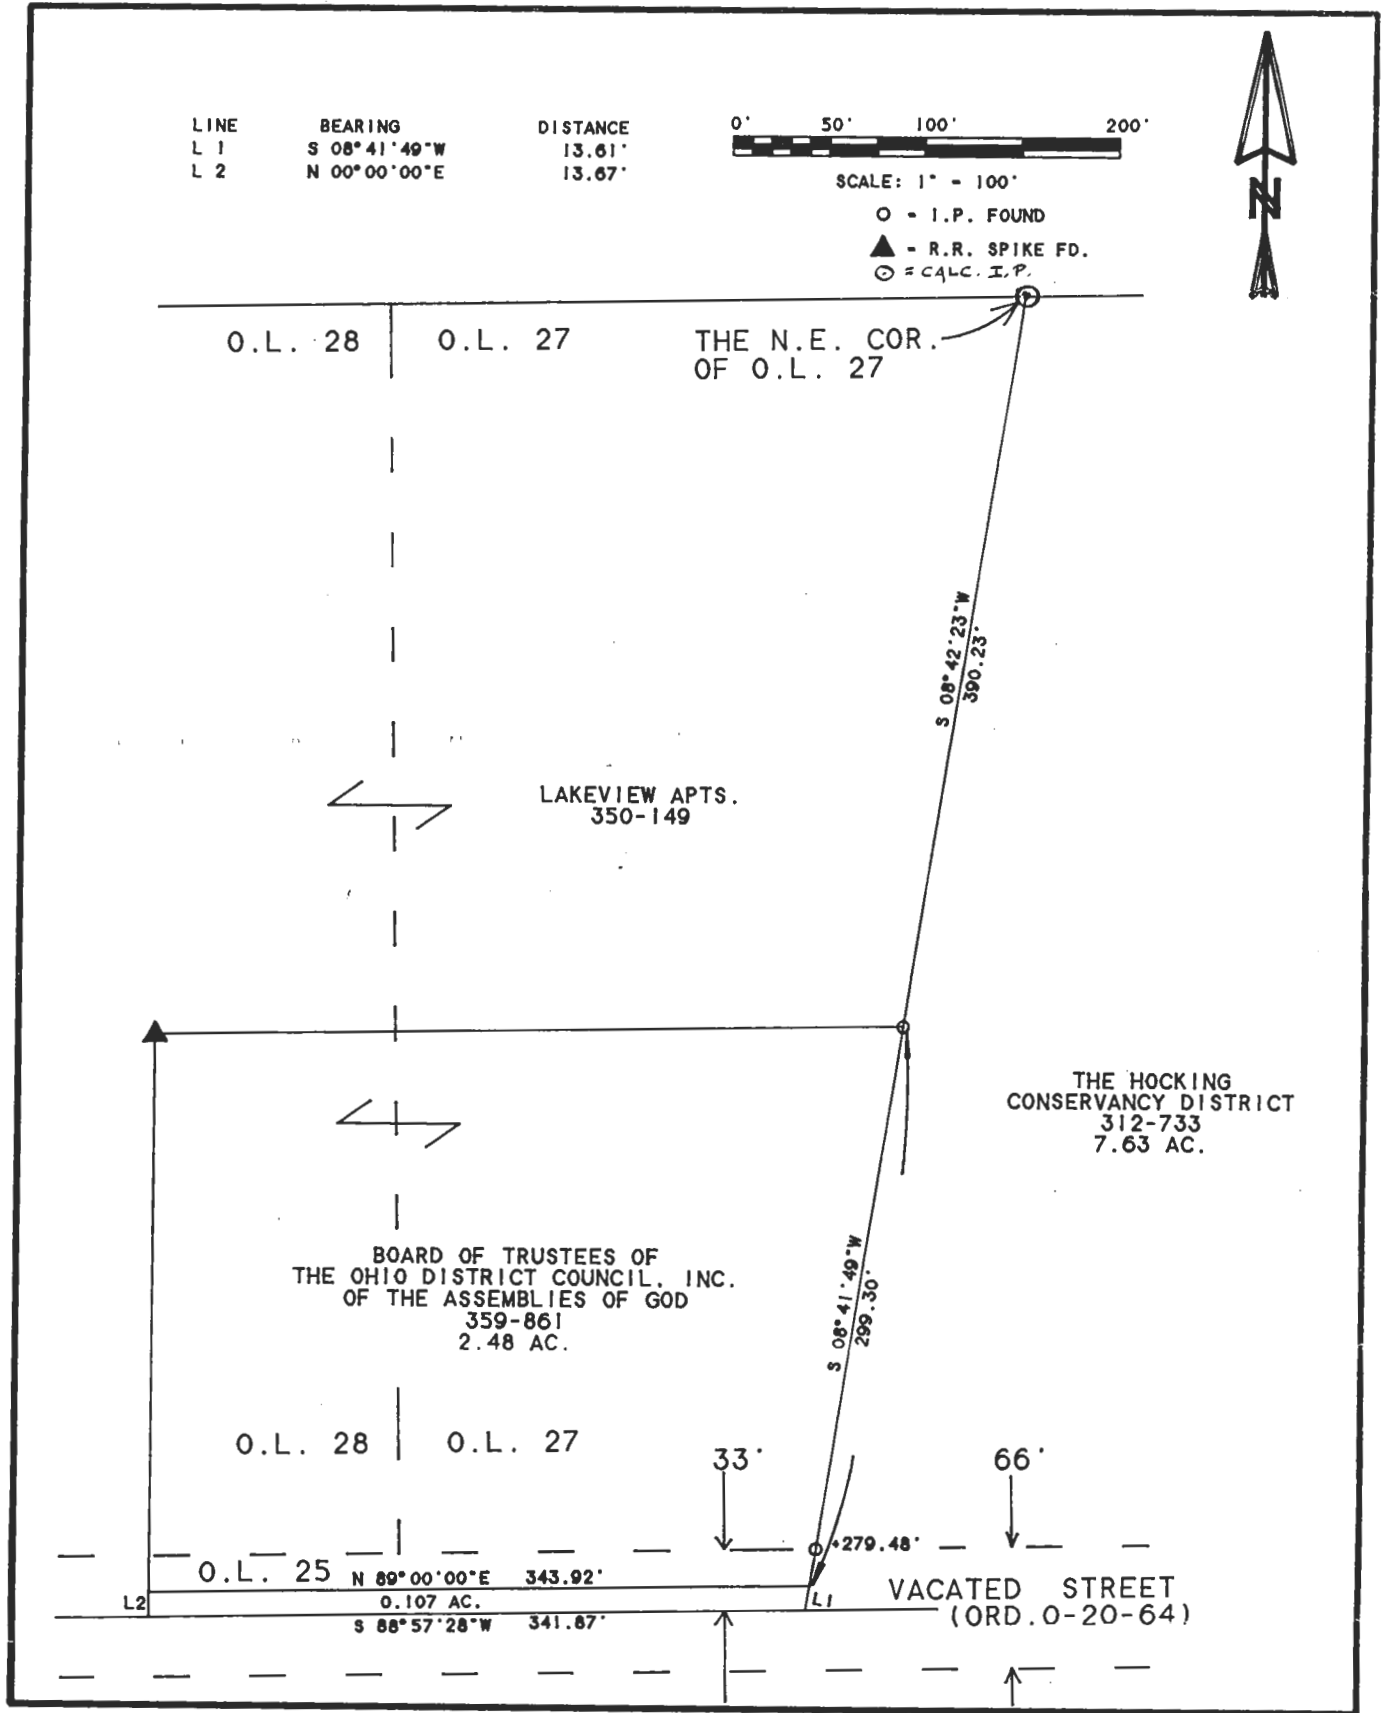 LINE BEARING DISTANCE
L 1 S 08°41'49"W 13.61'
L 2 N 00°00'00"E 13.67'
0' 50' 100' 200'
SCALE: 1" - 100'
O - I.P. FOUND
▲ - R.R. SPIKE FD.
⊙ = CALC. I.P.
N
O.L. 28 O.L. 27
THE N.E. COR.
OF O.L. 27
S 08°42'23"W
390.23'
LAKEVIEW APTS.
350-149
THE HOCKING
CONSERVANCY DISTRICT
312-733
7.63 AC.
S 08°41'49"W
299.30'
BOARD OF TRUSTEES OF
THE OHIO DISTRICT COUNCIL, INC.
OF THE ASSEMBLIES OF GOD
359-861
2.48 AC.
O.L. 28 O.L. 27
33' 66'
+279.48'
O.L. 25 N 89°00'00"E 343.92'
L2 0.107 AC. L1
S 88°57'28"W 341.87'
VACATED STREET
(ORD.O-20-64)